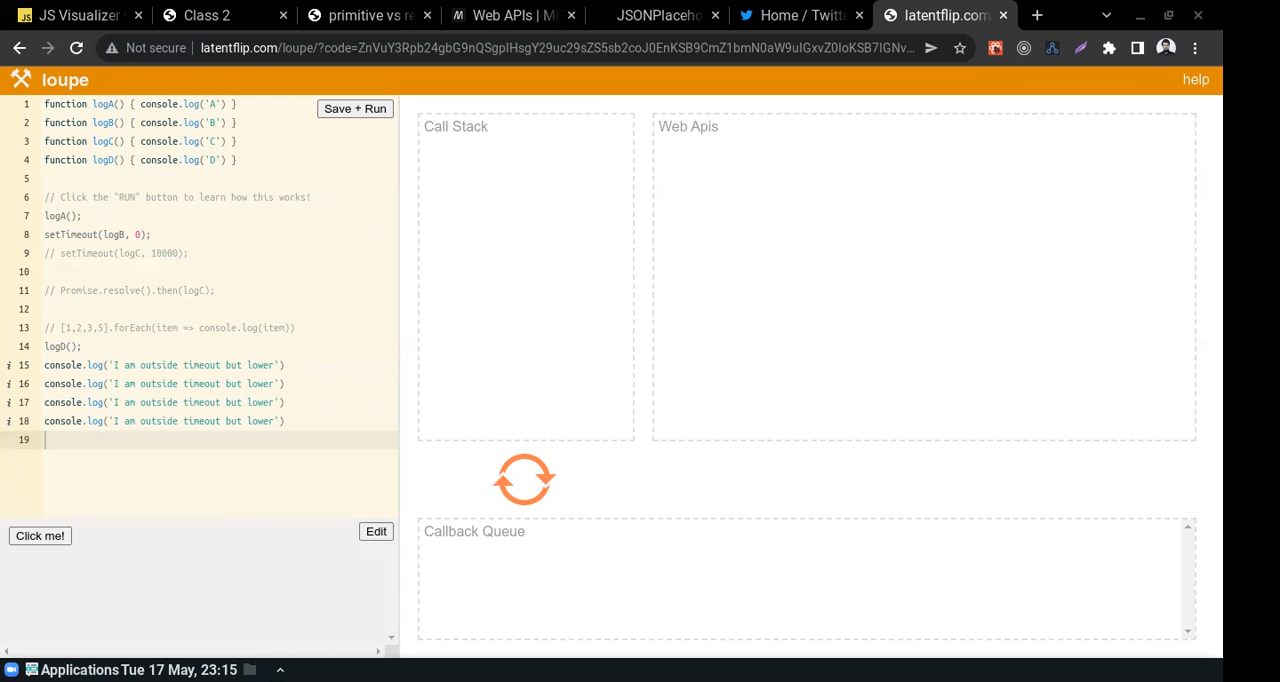 JS Visualizer
Class 2
primitive vs re
Web APIs | Mi
JSONPlaceho
Home / Twitte
latentflip.com
Not secure
latentflip.com/loupe/?code=ZnVuY3Rpb24gbG9nQSgpIHsgY29uc29sZS5sb2coJ0EnKSB9CmZ1bmN0aW9uIGxvZ0IoKSB7IGNv…
loupe
help
1 function logA() { console.log('A') }
Save + Run
2 function logB() { console.log('B') }
3 function logC() { console.log('C') }
4 function logD() { console.log('D') }
5
6 // Click the "RUN" button to learn how this works!
7 logA();
8 setTimeout(logB, 0);
9 // setTimeout(logC, 10000);
10
11 // Promise.resolve().then(logC);
12
13 // [1,2,3,5].forEach(item => console.log(item))
14 logD();
i 15 console.log('I am outside timeout but lower')
i 16 console.log('I am outside timeout but lower')
i 17 console.log('I am outside timeout but lower')
i 18 console.log('I am outside timeout but lower')
19
Click me!
Edit
Call Stack
Web Apis
Callback Queue
Applications Tue 17 May, 23:15